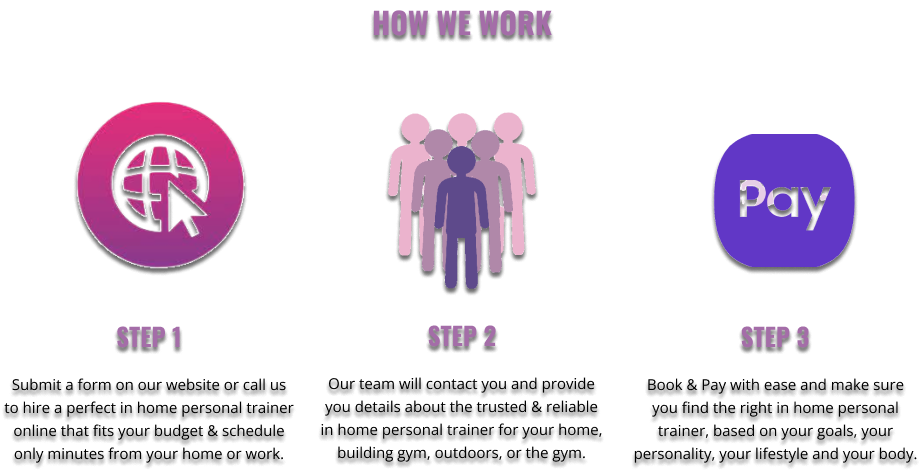 HOW WE WORK
Pay
STEP 1
Submit a form on our website or call us
to hire a perfect in home personal trainer
online that fits your budget & schedule
only minutes from your home or work.
STEP 2
Our team will contact you and provide
you details about the trusted & reliable
in home personal trainer for your home,
building gym, outdoors, or the gym.
STEP 3
Book & Pay with ease and make sure
you find the right in home personal
trainer, based on your goals, your
personality, your lifestyle and your body.